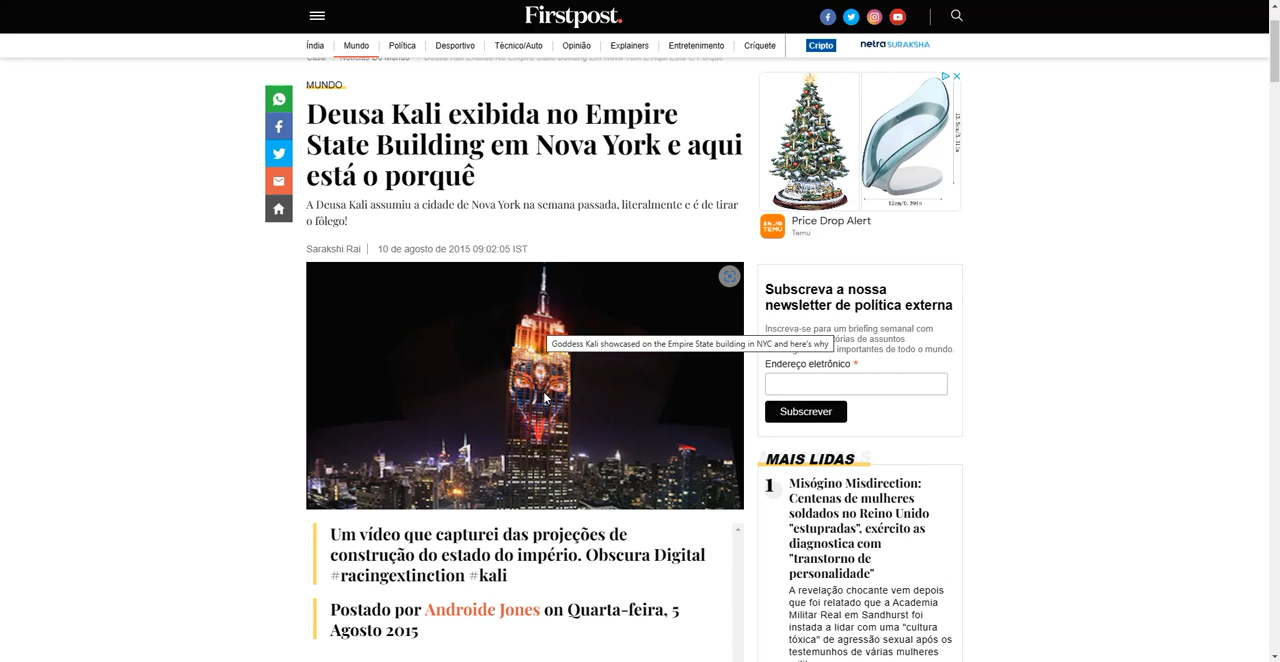 Firstpost.
Índia
Mundo
Política
Desportivo
Técnico/Auto
Opinião
Explainers
Entretenimento
Críquete
Cripto
netra SURAKSHA
MUNDO
Deusa Kali exibida no Empire
State Building em Nova York e aqui
está o porquê
A Deusa Kali assumiu a cidade de Nova York na semana passada, literalmente e é de tirar
o fôlego!
Sarakshi Rai
10 de agosto de 2015 09:02:05 IST
Goddess Kali showcased on the Empire State building in NYC and here's why
Um vídeo que capturei das projeções de
construção do estado do império. Obscura Digital
#racingextinction #kali
Postado por Androide Jones on Quarta-feira, 5
Agosto 2015
12cm/0.39in
Price Drop Alert
TEMU
Temu
Subscreva a nossa
newsletter de política externa
Inscreva-se para um briefing semanal com
tórias de assuntos
importantes de todo o mundo.
Endereço eletrônico *
Subscrever
MAIS LIDAS
1
Misógino Misdirection:
Centenas de mulheres
soldados no Reino Unido
"estupradas", exército as
diagnostica com
"transtorno de
personalidade"
A revelação chocante vem depois
que foi relatado que a Academia
Militar Real em Sandhurst foi
instada a lidar com uma "cultura
tóxica" de agressão sexual após os
testemunhos de várias mulheres